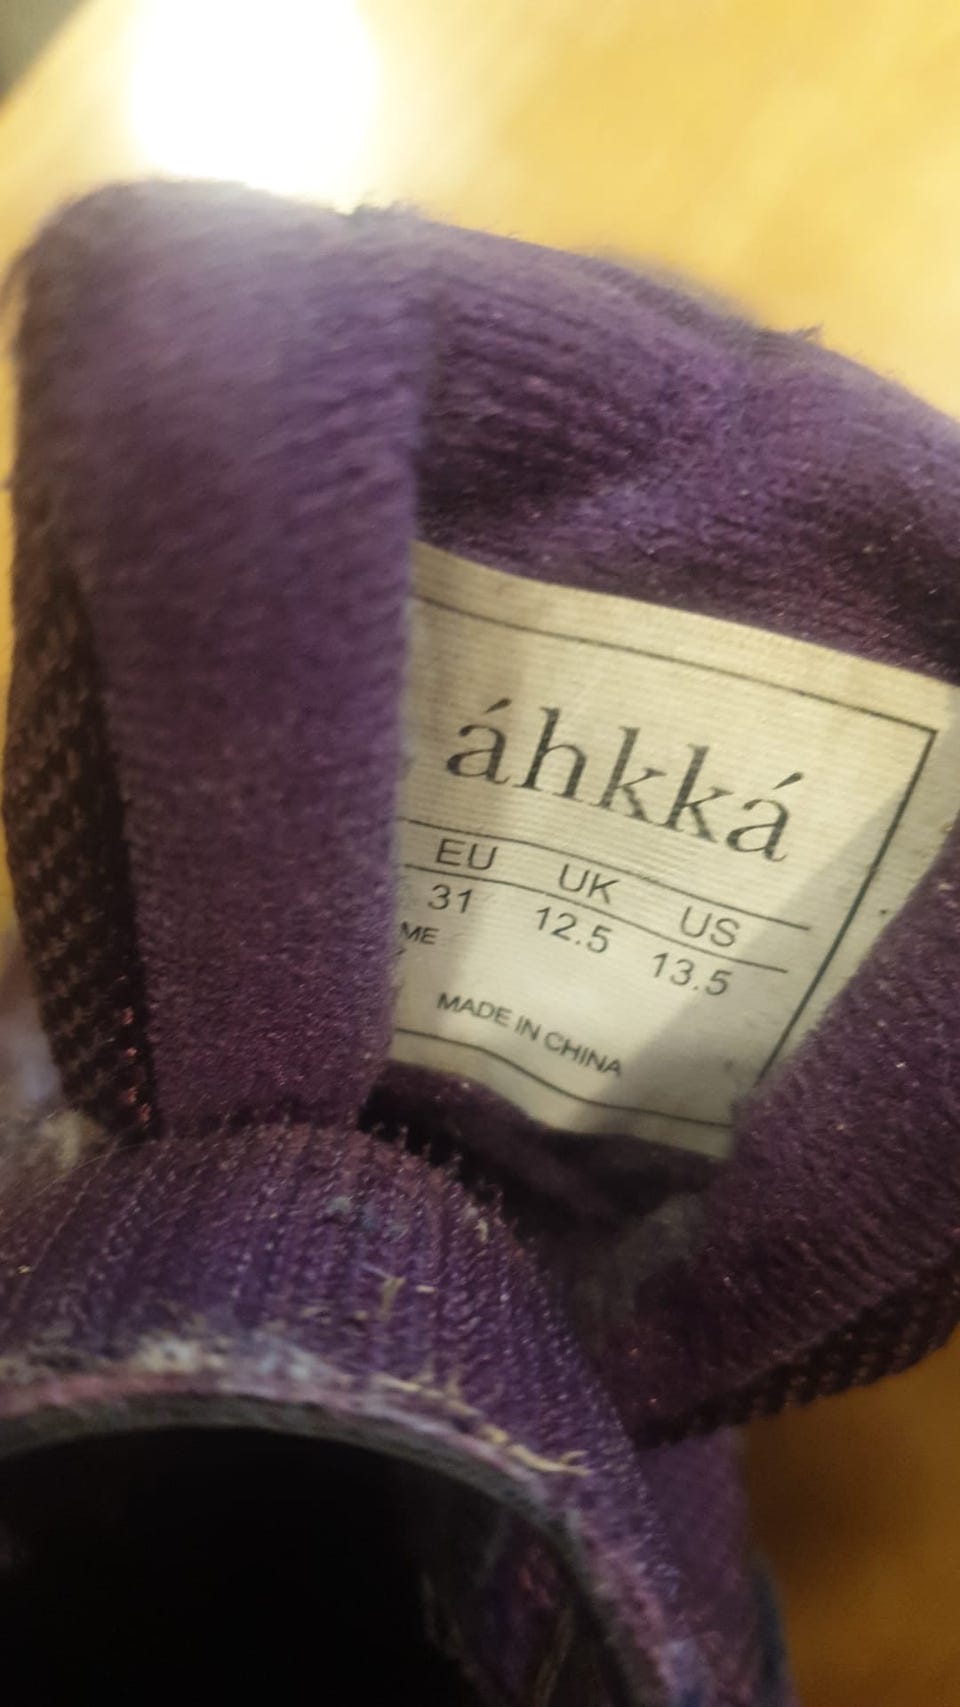 áhkká
EU UK US
31 12.5 13.5
MADE IN CHINA